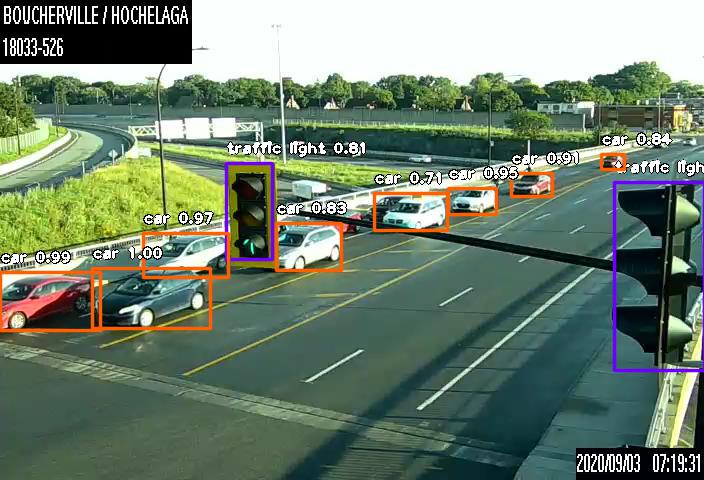 BOUCHERVILLE / HOCHELAGA
18033-526
car 0.84
traffic light 0.81
car 0.91
traffic ligh
car 0.95
car 0.71
car 0.83
car 0.97
car 1.00
car 0.99
2020/09/03 07:19:31